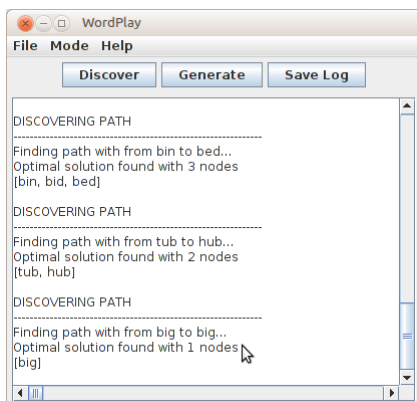 WordPlay
File Mode Help
Discover Generate Save Log
DISCOVERING PATH
--------------------------------------------------------------
Finding path with from bin to bed...
Optimal solution found with 3 nodes
[bin, bid, bed]
DISCOVERING PATH
--------------------------------------------------------------
Finding path with from tub to hub...
Optimal solution found with 2 nodes
[tub, hub]
DISCOVERING PATH
--------------------------------------------------------------
Finding path with from big to big...
Optimal solution found with 1 nodes
[big]